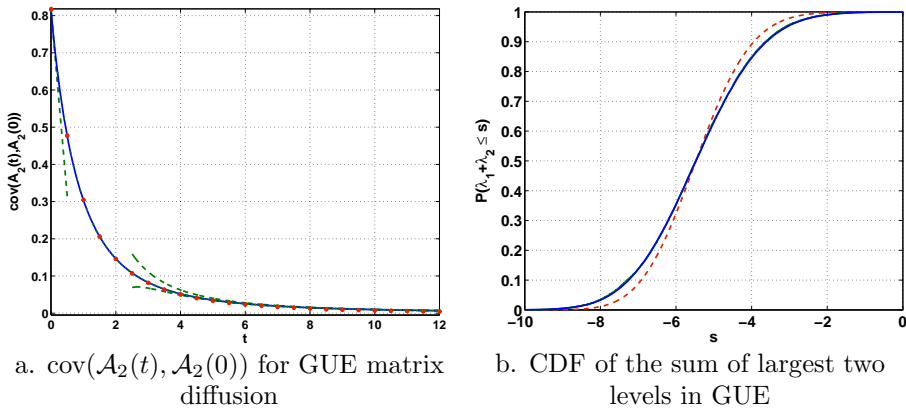 0.8
0.7
0.6
0.5
0.4
0.3
0.2
0.1
0
cov(A_2(t),A_2(0))
0 2 4 6 8 10 12
t
a. cov(𝒜₂(t), 𝒜₂(0)) for GUE matrix
diffusion
1
0.9
0.8
0.7
0.6
0.5
0.4
0.3
0.2
0.1
0
P(λ₁+λ₂ ≤ s)
−10 −8 −6 −4 −2 0
s
b. CDF of the sum of largest two
levels in GUE